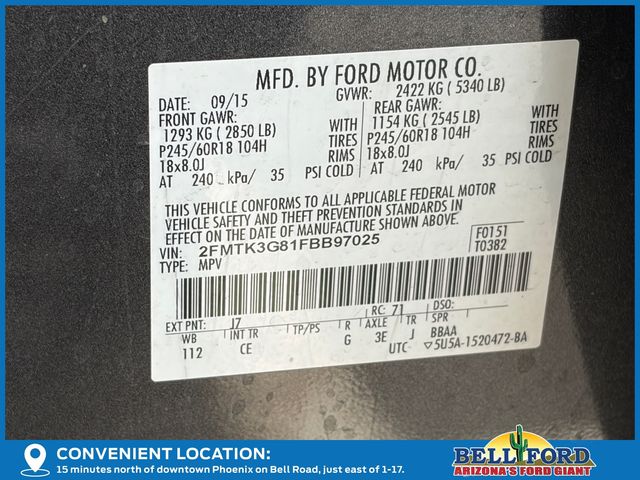 MFD. BY FORD MOTOR CO.
DATE: 09/15 GVWR: 2422 KG ( 5340 LB)
FRONT GAWR: REAR GAWR:
1293 KG ( 2850 LB) WITH 1154 KG ( 2545 LB) WITH
P245/60R18 104H TIRES P245/60R18 104H TIRES
18x8.0J RIMS 18x8.0J RIMS
AT 240 kPa/ 35 PSI COLD AT 240 kPa/ 35 PSI COLD
THIS VEHICLE CONFORMS TO ALL APPLICABLE FEDERAL MOTOR
VEHICLE SAFETY AND THEFT PREVENTION STANDARDS IN
EFFECT ON THE DATE OF MANUFACTURE SHOWN ABOVE.
VIN: 2FMTK3G81FBB97025 F0151
TYPE: MPV T0382
EXT PNT: J7 RC: 71 DSO:
WB INT TR TP/PS R AXLE TR SPR
112 CE G 3E J BBAA
UTC ▽5U5A-1520472-BA
CONVENIENT LOCATION:
15 minutes north of downtown Phoenix on Bell Road, just east of 1-17.
BELL FORD
ARIZONA'S FORD GIANT